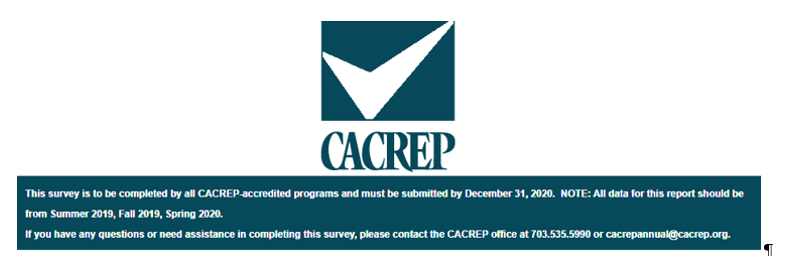 CACREP
This survey is to be completed by all CACREP-accredited programs and must be submitted by December 31, 2020.  NOTE: All data for this report should be
from Summer 2019, Fall 2019, Spring 2020.
If you have any questions or need assistance in completing this survey, please contact the CACREP office at 703.535.5990 or cacrepannual@cacrep.org.
¶